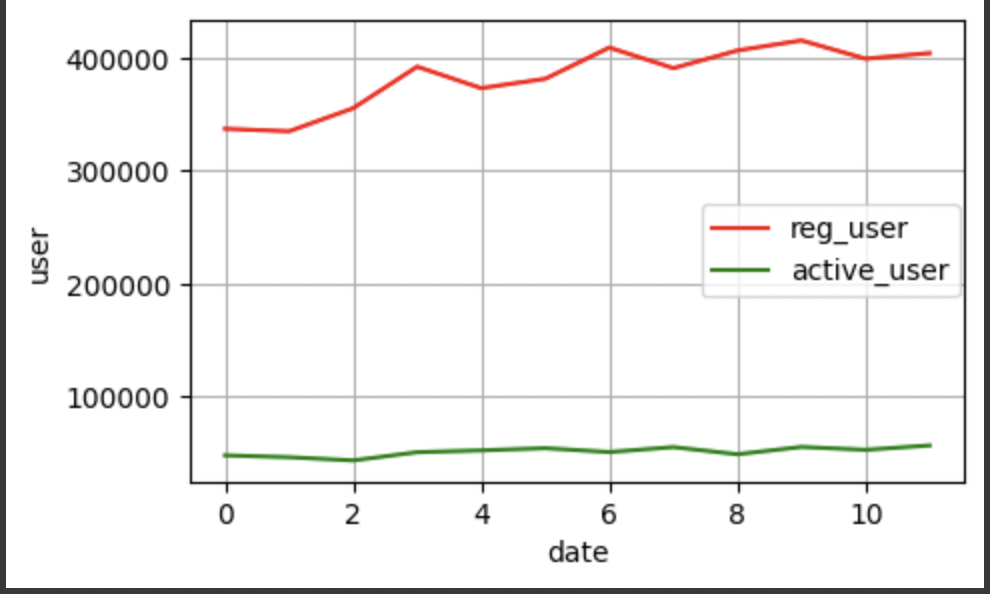 400000
300000
200000
100000
user
reg_user
active_user
0 2 4 6 8 10
date